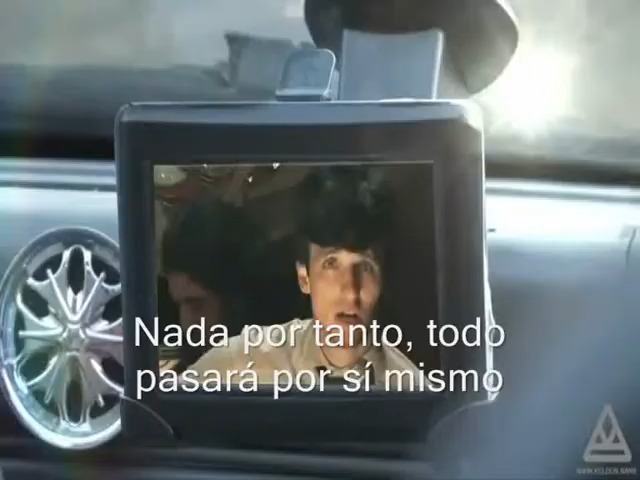 Nada por tanto, todo
pasará por sí mismo